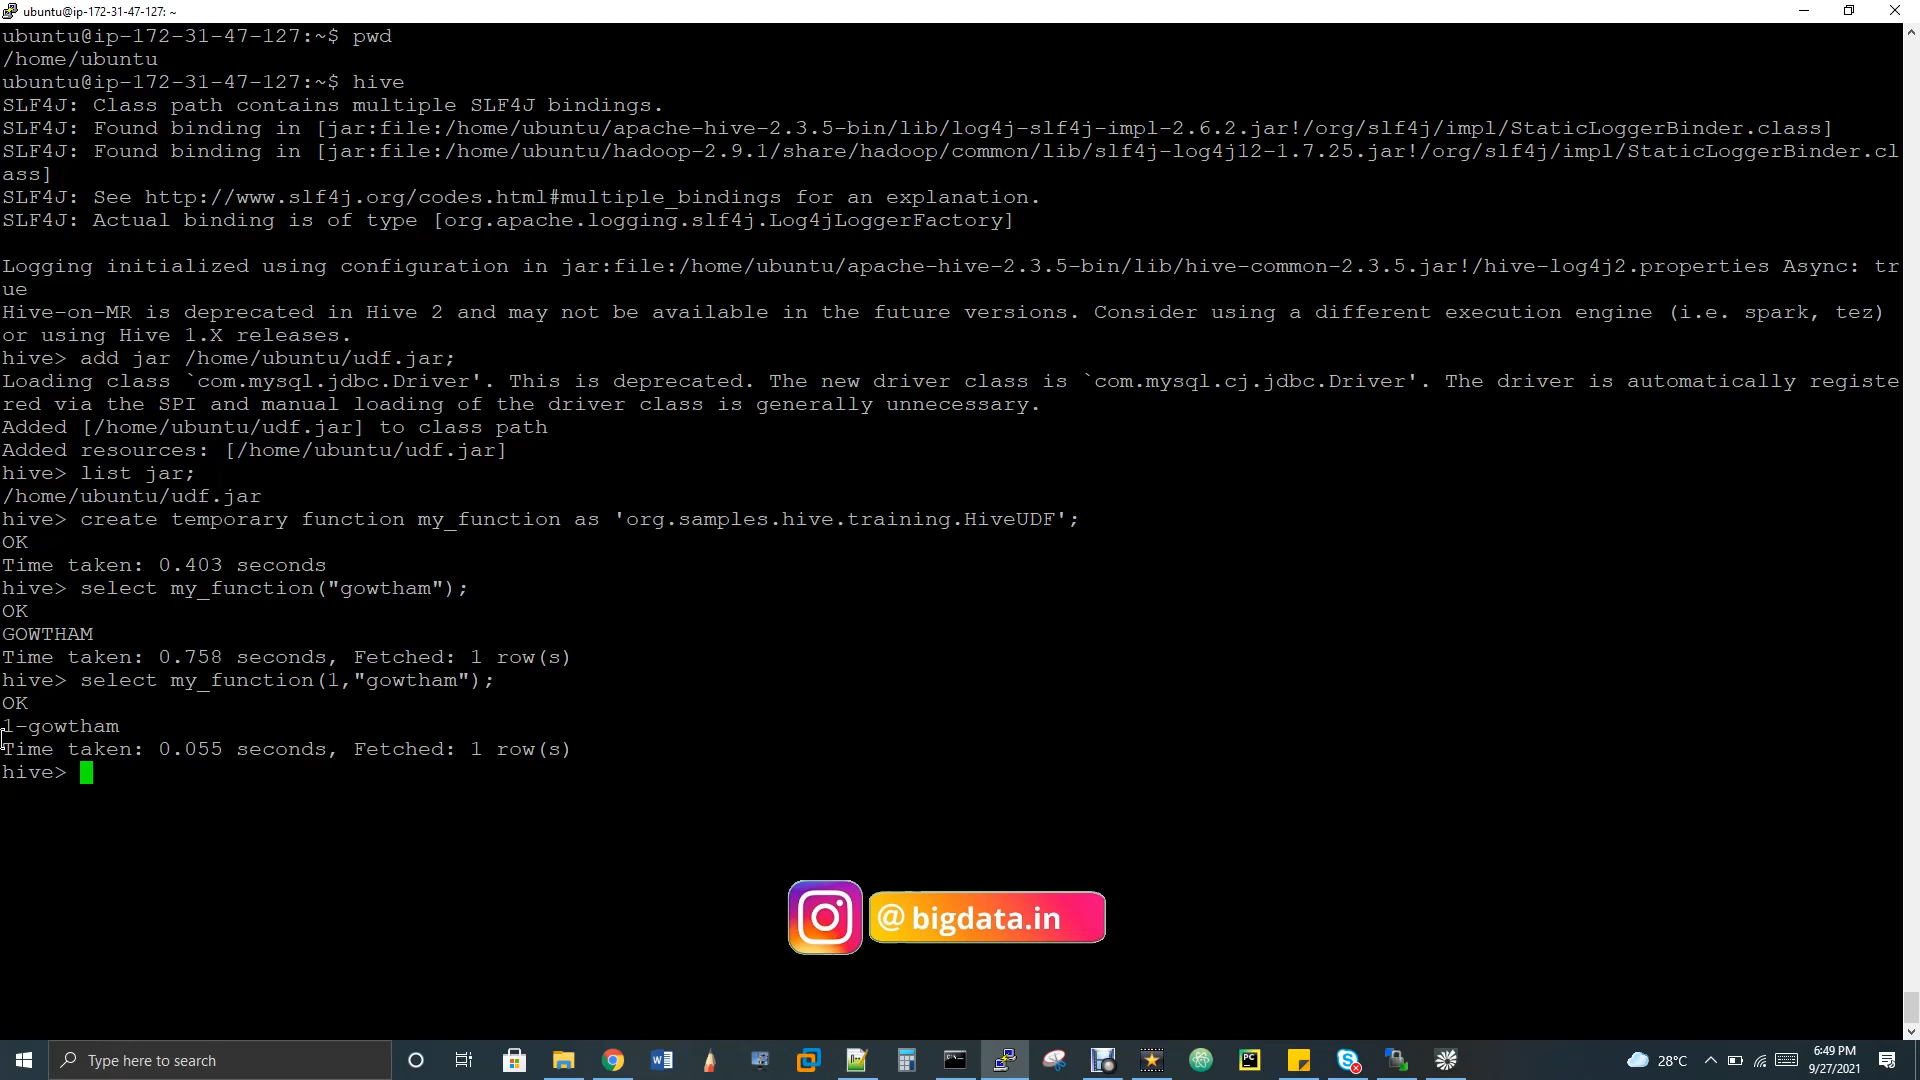 ubuntu@ip-172-31-47-127: ~
ubuntu@ip-172-31-47-127:~$ pwd
/home/ubuntu
ubuntu@ip-172-31-47-127:~$ hive
SLF4J: Class path contains multiple SLF4J bindings.
SLF4J: Found binding in [jar:file:/home/ubuntu/apache-hive-2.3.5-bin/lib/log4j-slf4j-impl-2.6.2.jar!/org/slf4j/impl/StaticLoggerBinder.class]
SLF4J: Found binding in [jar:file:/home/ubuntu/hadoop-2.9.1/share/hadoop/common/lib/slf4j-log4j12-1.7.25.jar!/org/slf4j/impl/StaticLoggerBinder.cl
ass]
SLF4J: See http://www.slf4j.org/codes.html#multiple_bindings for an explanation.
SLF4J: Actual binding is of type [org.apache.logging.slf4j.Log4jLoggerFactory]
Logging initialized using configuration in jar:file:/home/ubuntu/apache-hive-2.3.5-bin/lib/hive-common-2.3.5.jar!/hive-log4j2.properties Async: tr
ue
Hive-on-MR is deprecated in Hive 2 and may not be available in the future versions. Consider using a different execution engine (i.e. spark, tez)
or using Hive 1.X releases.
hive> add jar /home/ubuntu/udf.jar;
Loading class `com.mysql.jdbc.Driver'. This is deprecated. The new driver class is `com.mysql.cj.jdbc.Driver'. The driver is automatically registe
red via the SPI and manual loading of the driver class is generally unnecessary.
Added [/home/ubuntu/udf.jar] to class path
Added resources: [/home/ubuntu/udf.jar]
hive> list jar;
/home/ubuntu/udf.jar
hive> create temporary function my_function as 'org.samples.hive.training.HiveUDF';
OK
Time taken: 0.403 seconds
hive> select my_function("gowtham");
OK
GOWTHAM
Time taken: 0.758 seconds, Fetched: 1 row(s)
hive> select my_function(1,"gowtham");
OK
1-gowtham
Time taken: 0.055 seconds, Fetched: 1 row(s)
hive>
@ bigdata.in
Type here to search
28°C
6:49 PM
9/27/2021